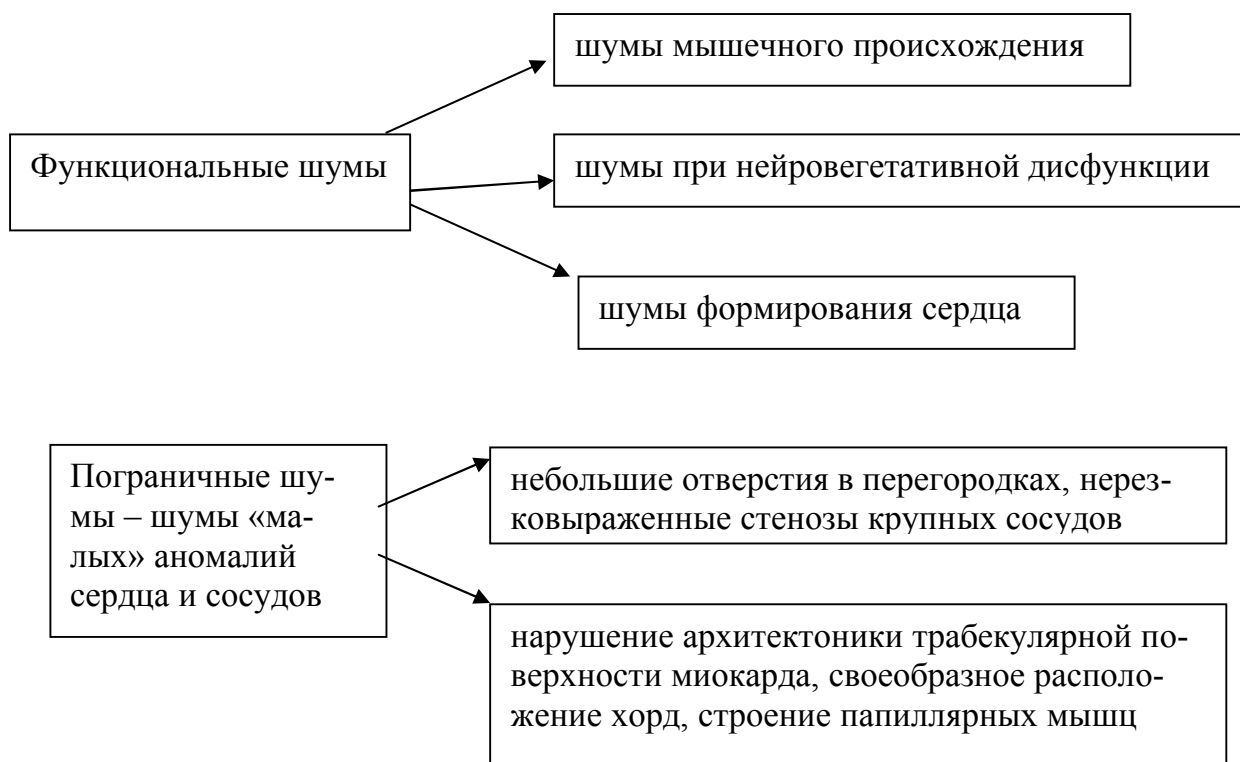 шумы мышечного происхождения
Функциональные шумы
шумы при нейровегетативной дисфункции
шумы формирования сердца
Пограничные шу-
мы – шумы «ма-
лых» аномалий
сердца и сосудов
небольшие отверстия в перегородках, нерез-
ковыраженные стенозы крупных сосудов
нарушение архитектоники трабекулярной по-
верхности миокарда, своеобразное располо-
жение хорд, строение папиллярных мышц